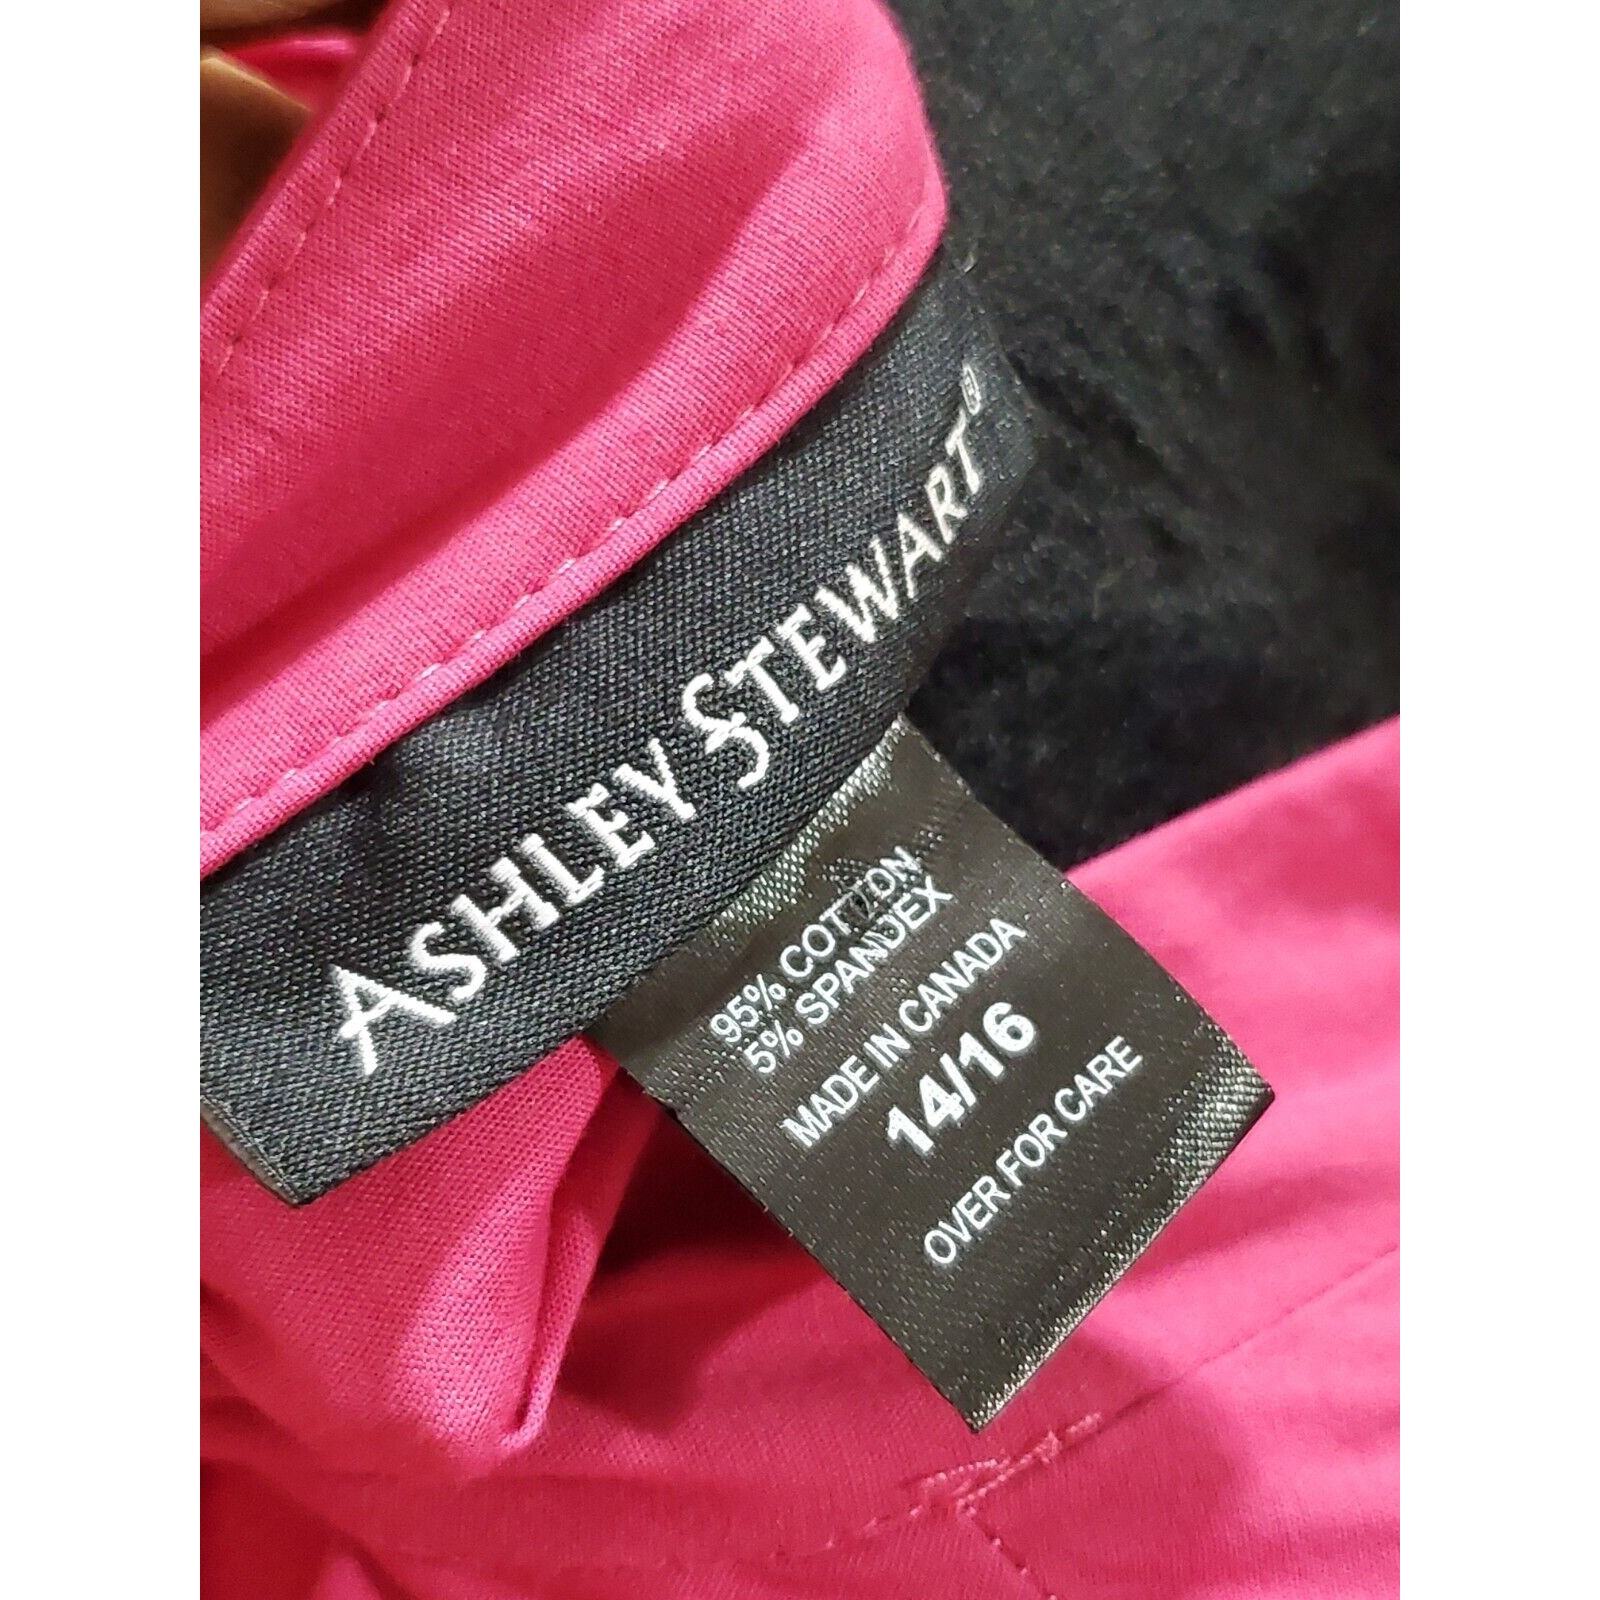 ASHLEY STEWART®
95% COTTON
5% SPANDEX
MADE IN CANADA
14/16
OVER FOR CARE